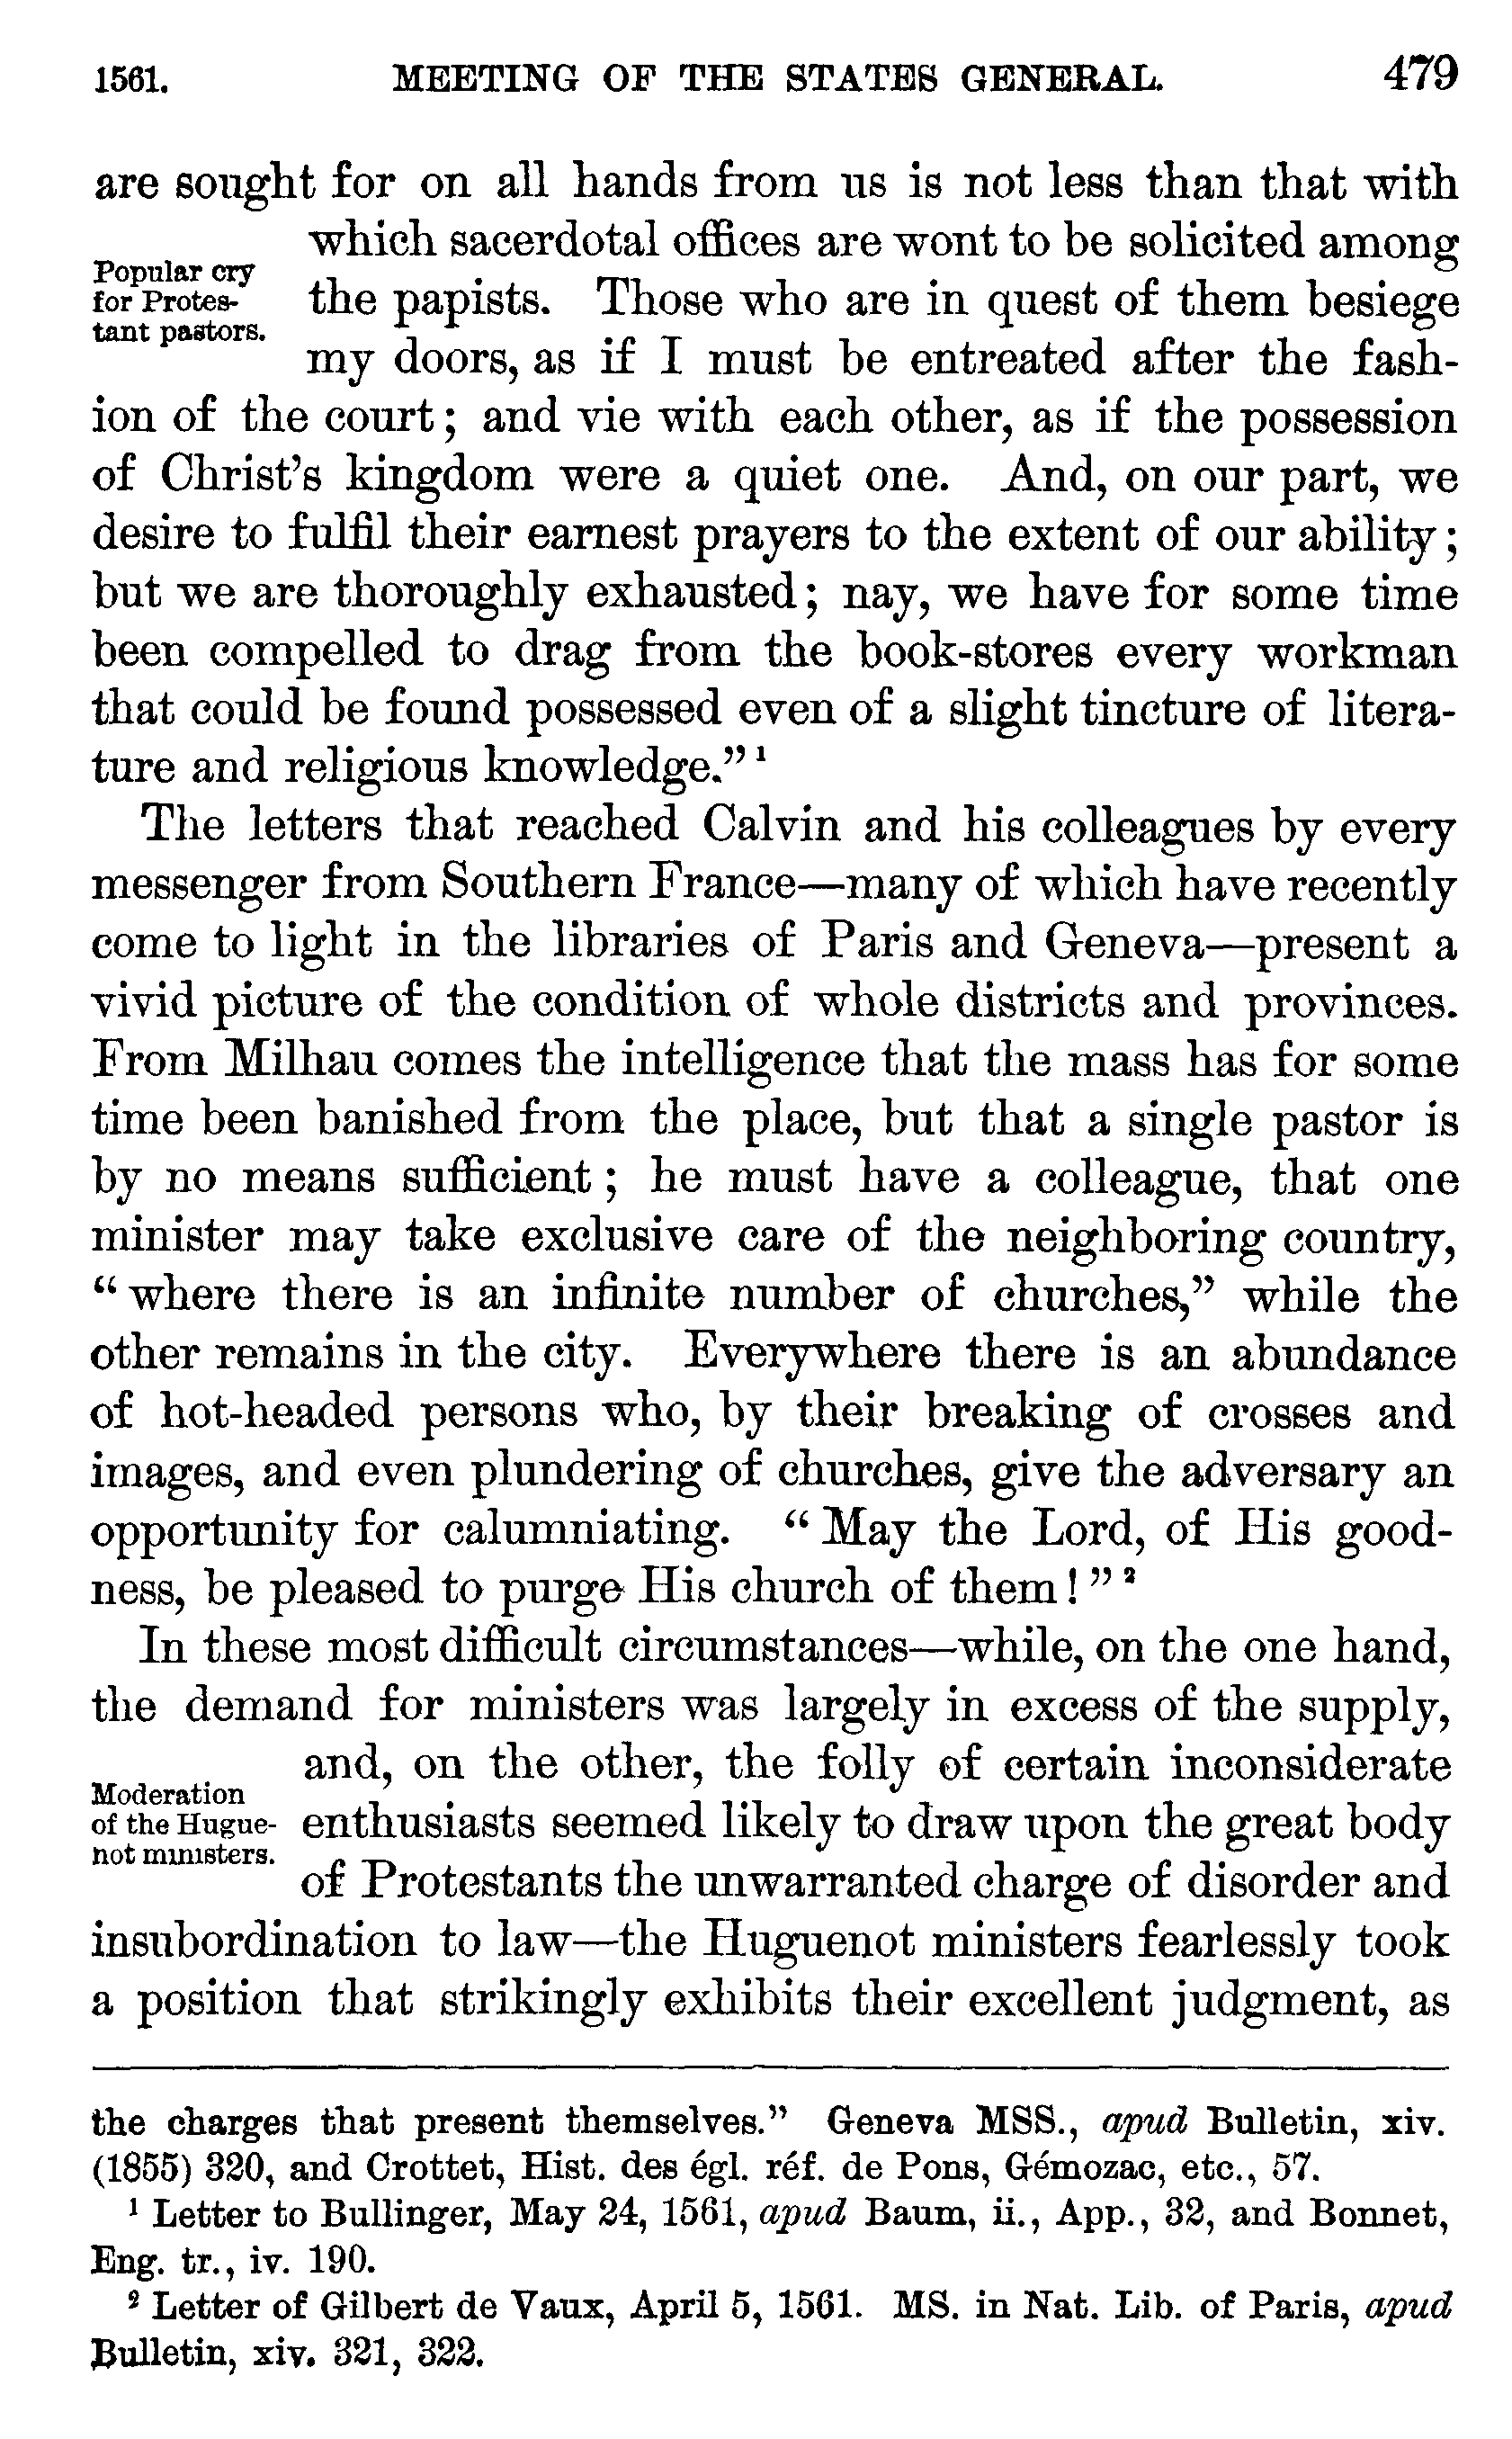 1561. MEETING OF THE STATES GENERAL. 479
are sought for on all hands from us is not less than that with
which sacerdotal offices are wont to be solicited among
Popular cry
for Protes-
tant pastors.
the papists. Those who are in quest of them besiege
my doors, as if I must be entreated after the fash-
ion of the court; and vie with each other, as if the possession
of Christ's kingdom were a quiet one. And, on our part, we
desire to fulfil their earnest prayers to the extent of our ability;
but we are thoroughly exhausted; nay, we have for some time
been compelled to drag from the book-stores every workman
that could be found possessed even of a slight tincture of litera-
ture and religious knowledge." ¹
The letters that reached Calvin and his colleagues by every
messenger from Southern France—many of which have recently
come to light in the libraries of Paris and Geneva—present a
vivid picture of the condition of whole districts and provinces.
From Milhau comes the intelligence that the mass has for some
time been banished from the place, but that a single pastor is
by no means sufficient; he must have a colleague, that one
minister may take exclusive care of the neighboring country,
"where there is an infinite number of churches," while the
other remains in the city. Everywhere there is an abundance
of hot-headed persons who, by their breaking of crosses and
images, and even plundering of churches, give the adversary an
opportunity for calumniating. "May the Lord, of His good-
ness, be pleased to purge His church of them!" ²
In these most difficult circumstances—while, on the one hand,
the demand for ministers was largely in excess of the supply,
and, on the other, the folly of certain inconsiderate
Moderation
of the Hugue-
not ministers.
enthusiasts seemed likely to draw upon the great body
of Protestants the unwarranted charge of disorder and
insubordination to law—the Huguenot ministers fearlessly took
a position that strikingly exhibits their excellent judgment, as
the charges that present themselves." Geneva MSS., apud Bulletin, xiv.
(1855) 320, and Crottet, Hist. des égl. réf. de Pons, Gémozac, etc., 57.
¹ Letter to Bullinger, May 24, 1561, apud Baum, ii., App., 32, and Bonnet,
Eng. tr., iv. 190.
² Letter of Gilbert de Vaux, April 5, 1561. MS. in Nat. Lib. of Paris, apud
Bulletin, xiv. 321, 322.